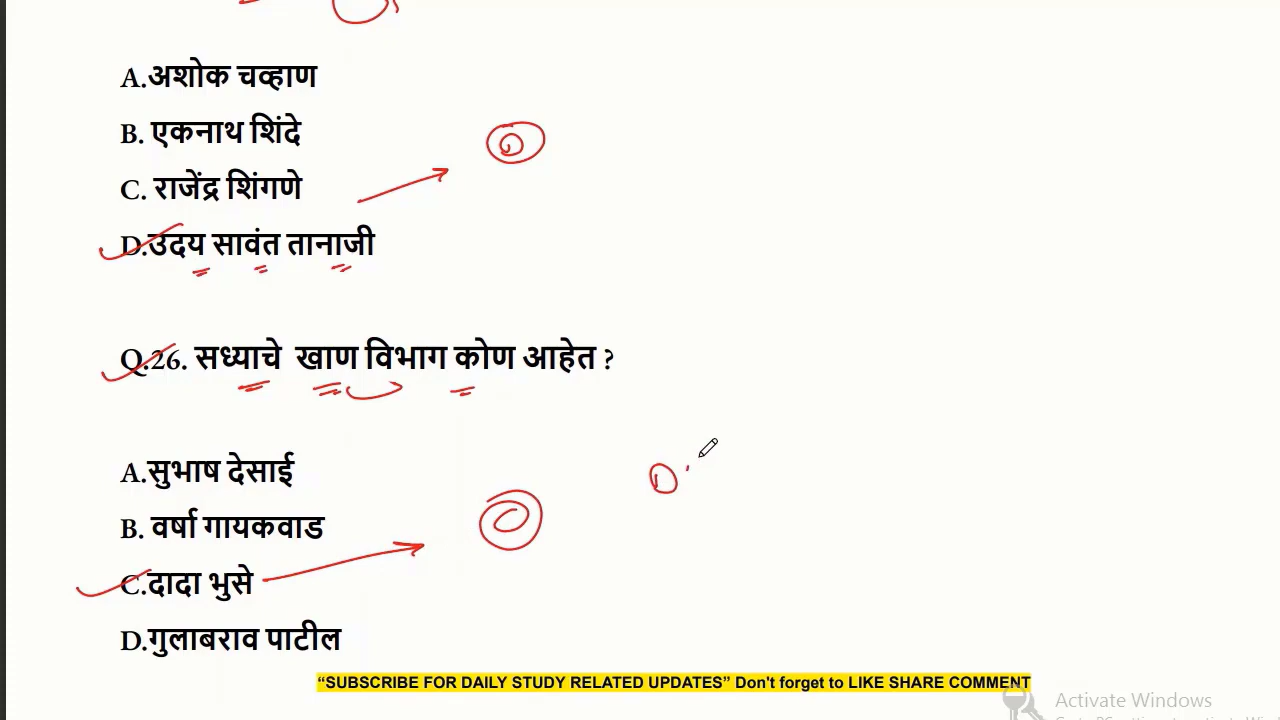 A.अशोक चव्हाण
B. एकनाथ शिंदे
C. राजेंद्र शिंगणे
D.उदय सावंत तानाजी
Q.26. सध्याचे खाण विभाग कोण आहेत ?
A.सुभाष देसाई
B. वर्षा गायकवाड
C.दादा भुसे
D.गुलाबराव पाटील
“SUBSCRIBE FOR DAILY STUDY RELATED UPDATES” Don't forget to LIKE SHARE COMMENT
Activate Windows